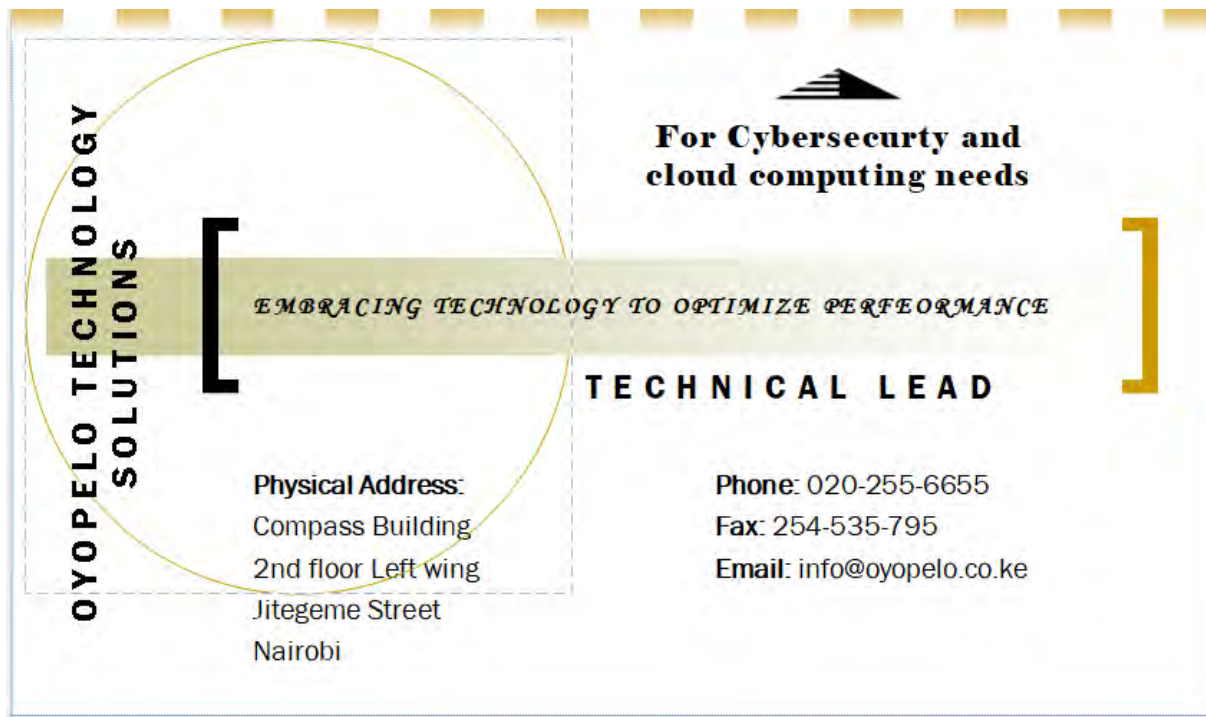 OYOPELO TECHNOLOGY
SOLUTIONS
For Cybersecurty and
cloud computing needs
EMBRACING TECHNOLOGY TO OPTIMIZE PERFEORMANCE
TECHNICAL LEAD
Physical Address:
Compass Building
2nd floor Left wing
Jitegeme Street
Nairobi
Phone: 020-255-6655
Fax: 254-535-795
Email: info@oyopelo.co.ke